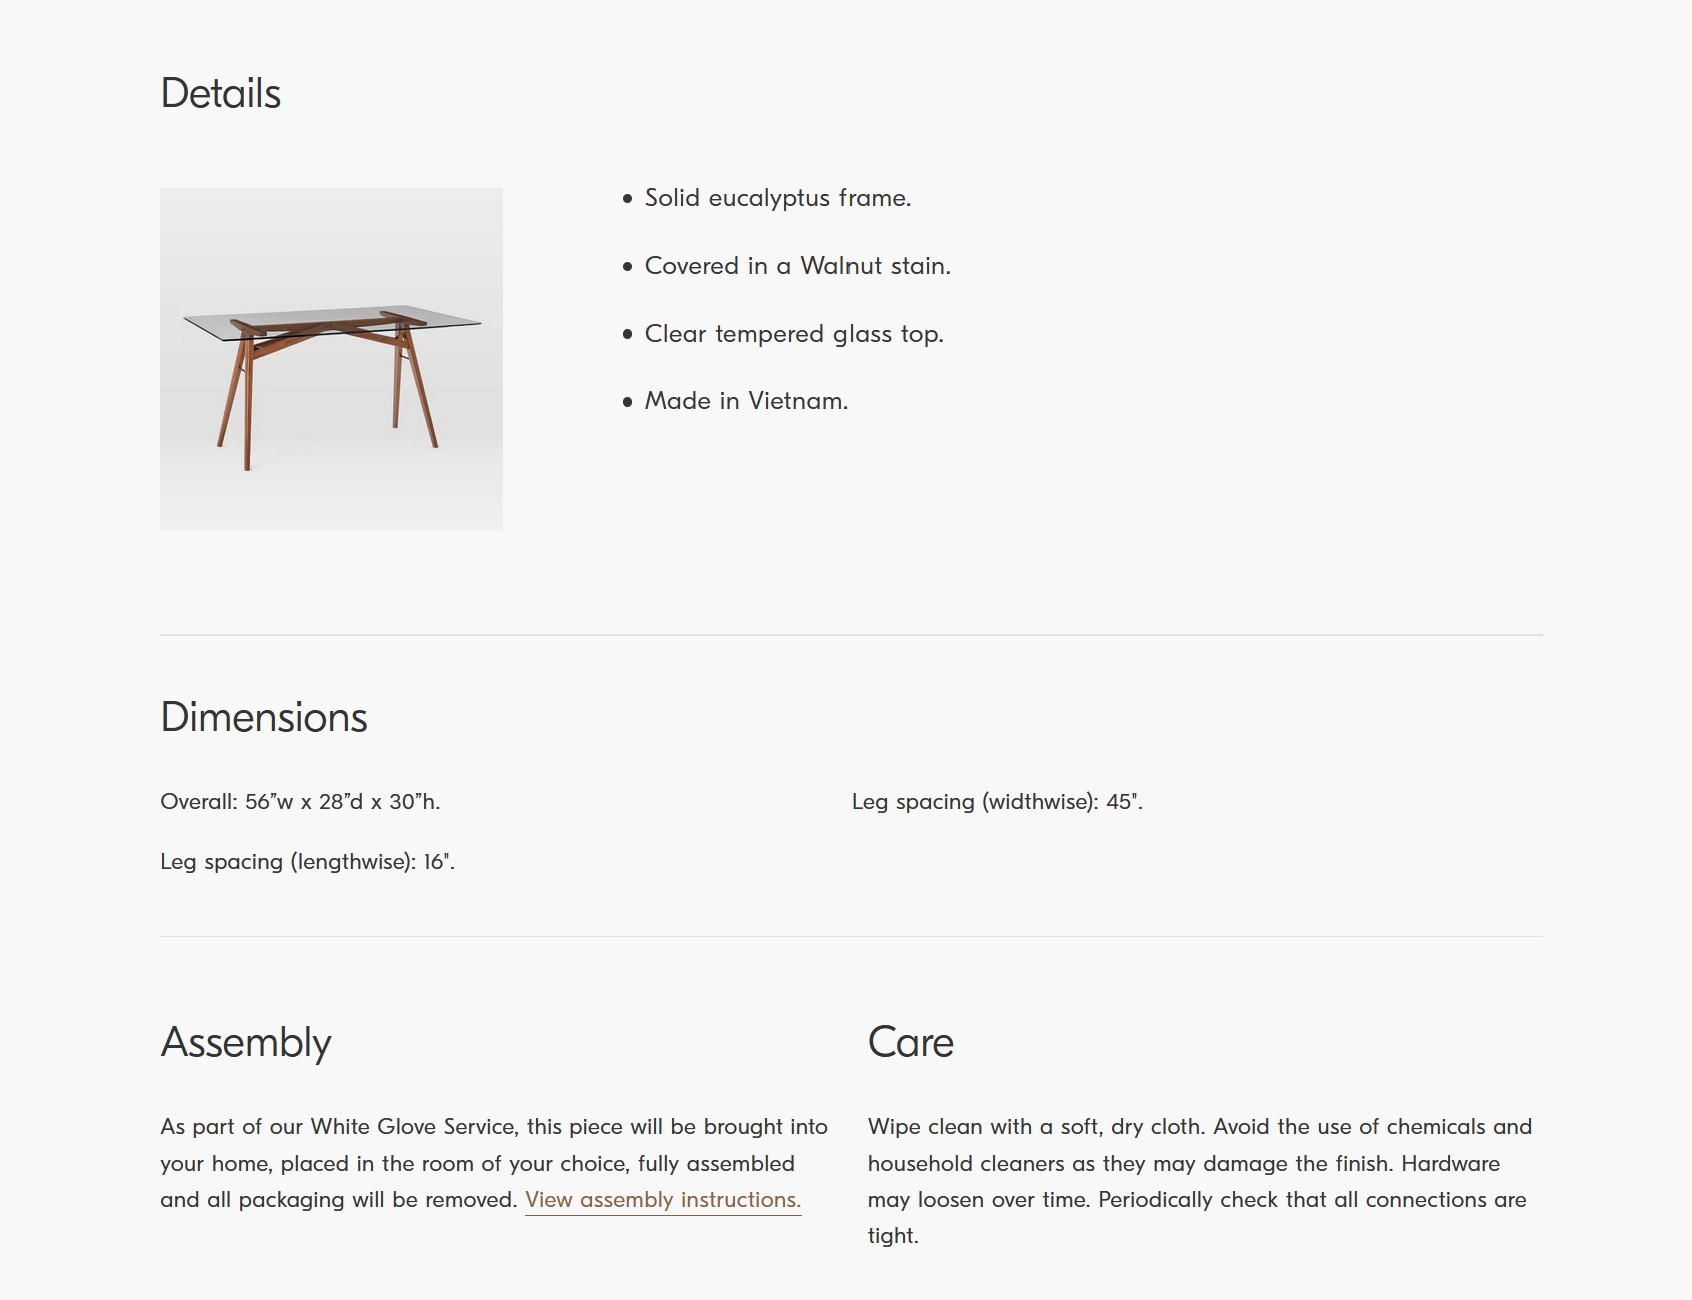 Details
• Solid eucalyptus frame.
• Covered in a Walnut stain.
• Clear tempered glass top.
• Made in Vietnam.
Dimensions
Overall: 56”w x 28”d x 30”h.
Leg spacing (widthwise): 45".
Leg spacing (lengthwise): 16".
Assembly
As part of our White Glove Service, this piece will be brought into
your home, placed in the room of your choice, fully assembled
and all packaging will be removed. View assembly instructions.
Care
Wipe clean with a soft, dry cloth. Avoid the use of chemicals and
household cleaners as they may damage the finish. Hardware
may loosen over time. Periodically check that all connections are
tight.